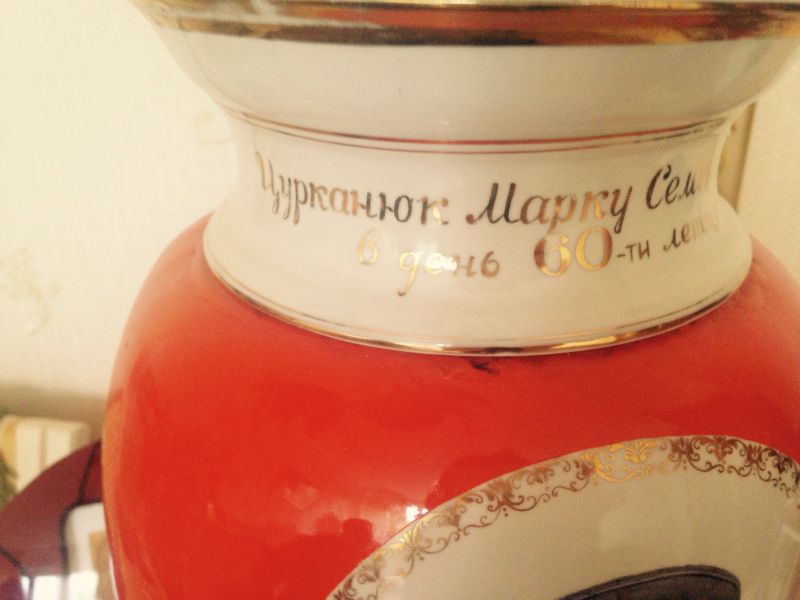 Цурканюк Марку
в день 60-ти